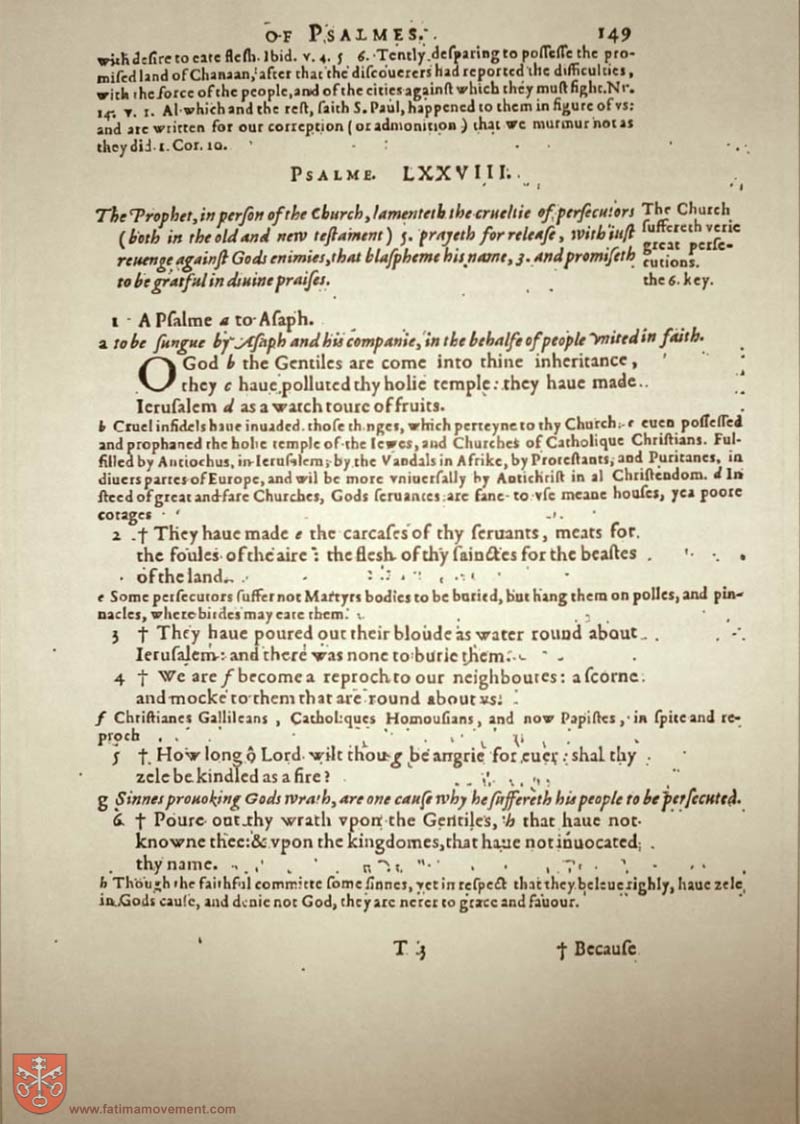 OF PSALMES. 149
with desire to eate flesh. Ibid. v. 4. 5 6. Tently desparing to possesse the pro-
mised land of Chanaan, after that the discouerers had reported the difficulties,
with the force of the people, and of the cities against which they must fight. Nu.
14. v. 1. Al which and the rest, saith S. Paul, happened to them in figure of vs:
and are written for our correption (or admonition) that we murmur not as
they did. 1. Cor. 10.
PSALME. LXXVIII.
The Prophet, in person of the Church, lamenteth the crueltie of persecutors
(both in the old and new testament) 5. prayeth for release, with iust
reuenge against Gods enimies, that blaspheme his name, 3. and promiseth
to be gratful in diuine praises.
The Church
suffereth verie
great perse-
cutions.
the 6. key.
1 A Psalme a to Asaph.
a to be sungue by Asaph and his companie, in the behalfe of people vnited in faith.
O God b the Gentiles are come into thine inheritance,
they c haue polluted thy holie temple: they haue made
Ierusalem d as a watch toure of fruits.
b Cruel infidels haue inuaded those thinges, which perteyne to thy Church. c euen possessed
and prophaned the holie temple of the Iewes, and Churches of Catholique Christians. Ful-
filled by Antiochus, in Ierusalem; by the Vandals in Afrike, by Protestants, and Puritanes, in
diuers partes of Europe, and wil be more vniuersally by Antichrist in al Christendom. d In
steed of great and fare Churches, Gods seruantes are fane to vse meane houses, yea poore
cotages
2 † They haue made e the carcases of thy seruants, meats for
the foules of the aire: the flesh of thy sainctes for the beastes
of the land.
e Some persecutors suffer not Martyrs bodies to be buried, but hang them on polles, and pin-
nacles, where birdes may eate them.
3 † They haue poured out their bloude as water round about
Ierusalem: and there was none to burie them.
4 † We are f become a reproch to our neighboures: a scorne
and mocke to them that are round about vs.
f Christianes Gallileans, Catholiques Homousians, and now Papistes, in spite and re-
proch
5 † How long ô Lord wilt thou g be angrie for euer: shal thy
zele be kindled as a fire?
g Sinnes prouoking Gods wrath, are one cause why he suffereth his people to be persecuted.
6 † Poure out thy wrath vpon the Gentiles, h that haue not
knowne thee: & vpon the kingdomes, that haue not inuocated
thy name.
h Though the faithful committe some sinnes, yet in respect that they beleue righly, haue zele
in Gods cause, and denie not God, they are nerer to grace and fauour.
T 3 † Because
www.fatimamovement.com